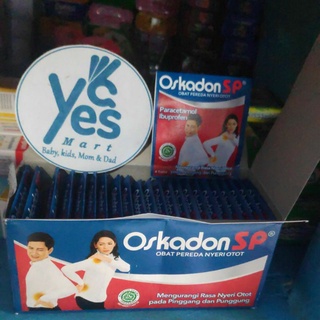 Yes
Mart
Baby, kids, Mom & Dad
Oskadon SP®
OBAT PEREDA NYERI OTOT
Paracetamol
Ibuprofen
Oskadon SP®
OBAT PEREDA NYERI OTOT
Mengurangi Rasa Nyeri Otot
pada Pinggang dan Punggung